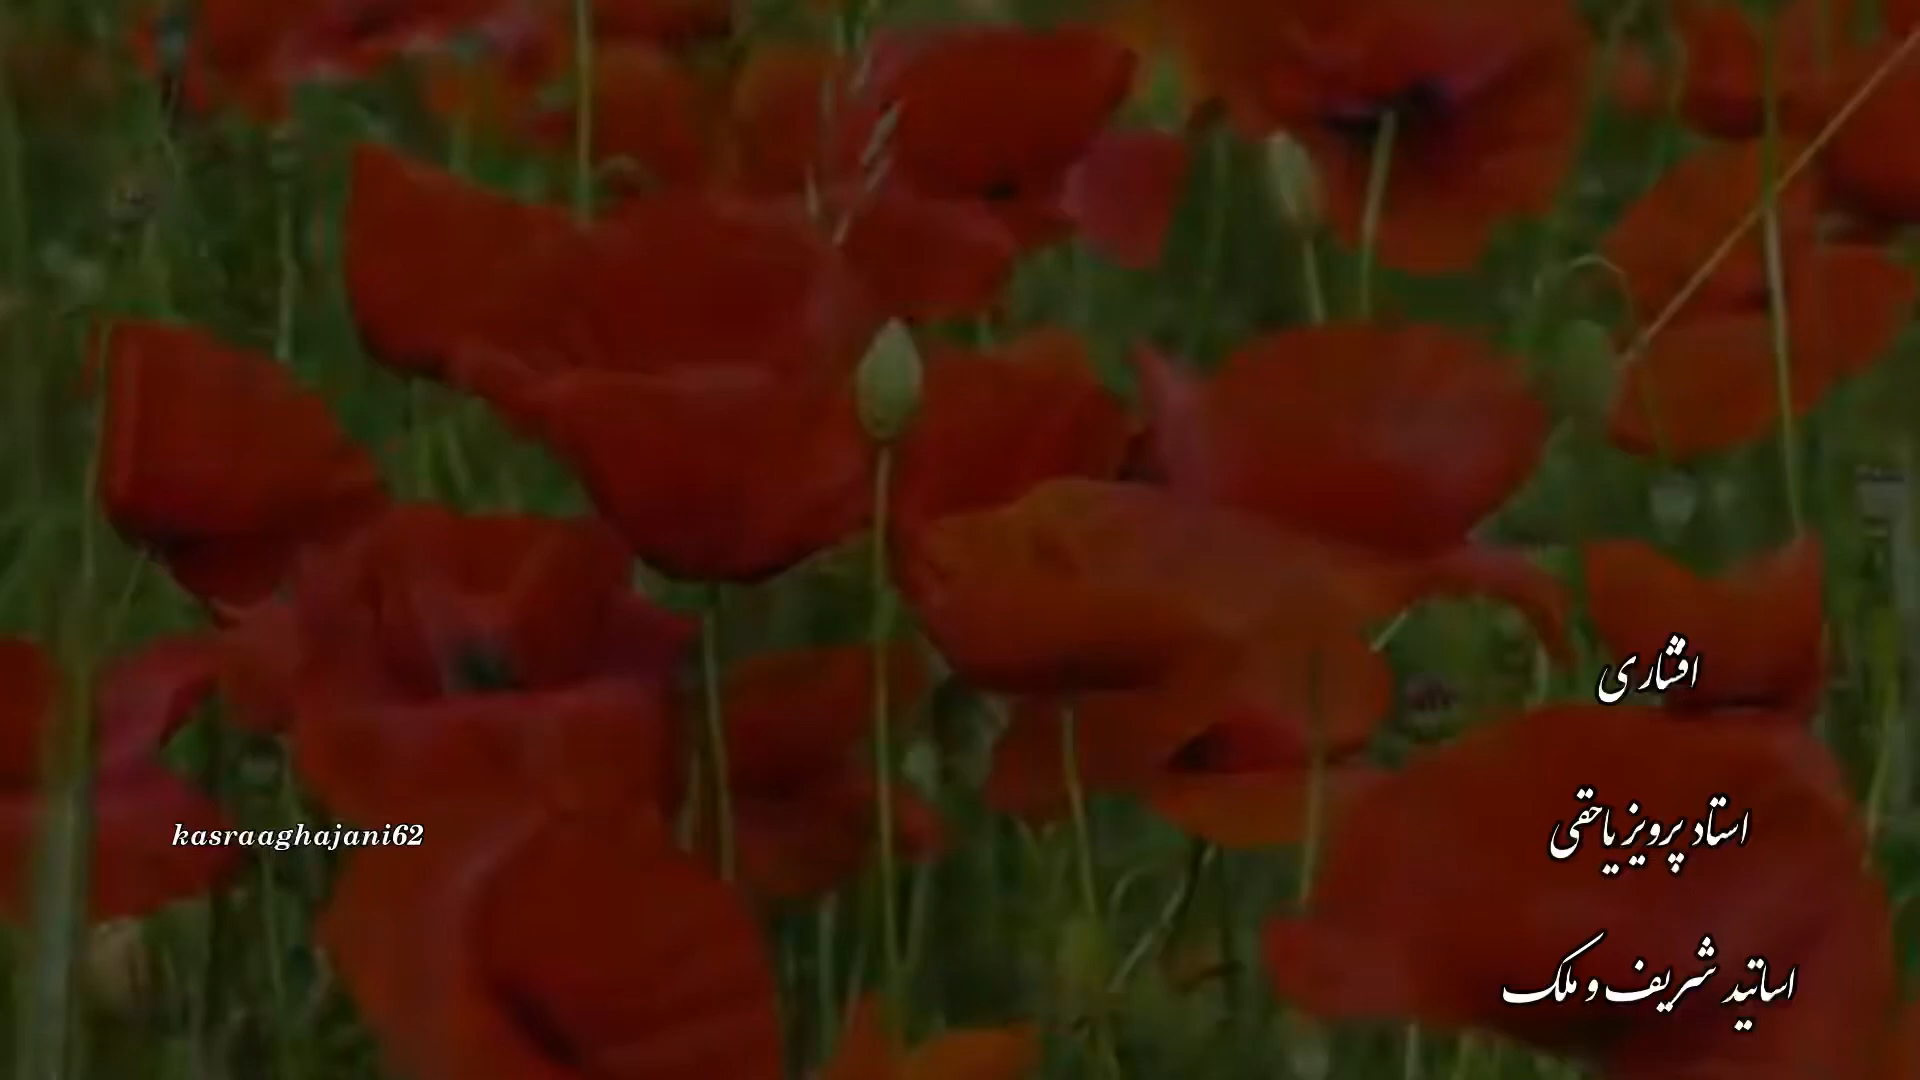 افشاری
استاد پرویز یاحقی
kasraaghajani62
اساتید شریف و ملک